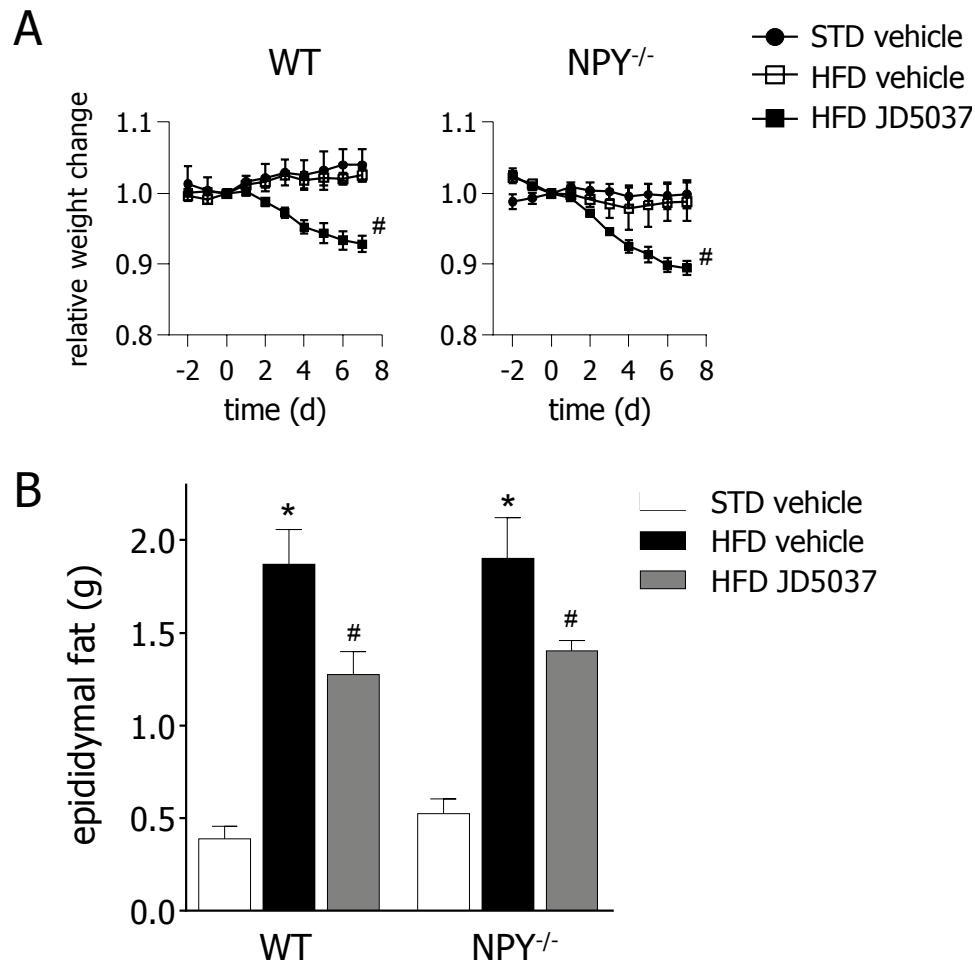 A
WT
NPY-/-
STD vehicle
HFD vehicle
HFD JD5037
relative weight change
1.1
1.0
0.9
0.8
#
-2 0 2 4 6 8
time (d)
1.1
1.0
0.9
0.8
#
-2 0 2 4 6 8
time (d)
B
epididymal fat (g)
2.0
1.5
1.0
0.5
0.0
*
#
*
#
WT
NPY-/-
STD vehicle
HFD vehicle
HFD JD5037